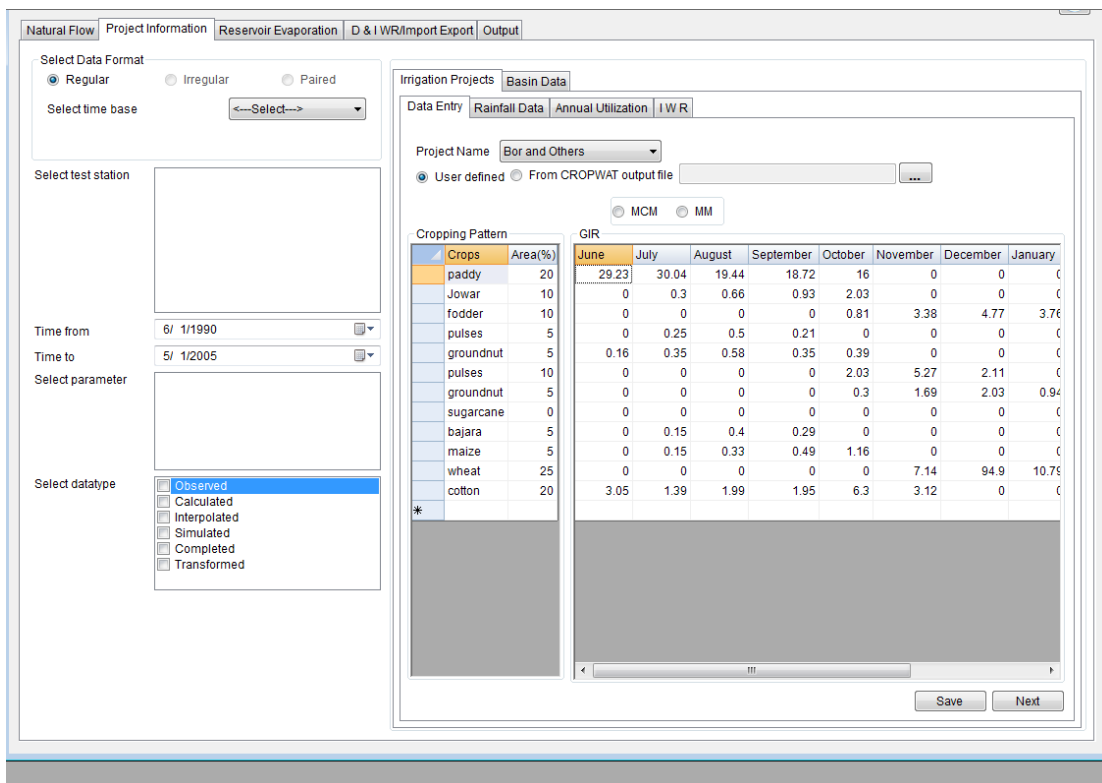 Natural Flow Project Information Reservoir Evaporation D & I WR/Import Export Output
Select Data Format
Regular Irregular Paired
Select time base <---Select--->
Select test station
Time from 6/ 1/1990
Time to 5/ 1/2005
Select parameter
Select datatype
Observed
Calculated
Interpolated
Simulated
Completed
Transformed
Irrigation Projects Basin Data
Data Entry Rainfall Data Annual Utilization I W R
Project Name Bor and Others
User defined From CROPWAT output file ...
MCM MM
Cropping Pattern GIR
Crops Area(%) June July August September October November December January
paddy 20 29.23 30.04 19.44 18.72 16 0 0
Jowar 10 0 0.3 0.66 0.93 2.03 0 0
fodder 10 0 0 0 0 0.81 3.38 4.77 3.76
pulses 5 0 0.25 0.5 0.21 0 0 0
groundnut 5 0.16 0.35 0.58 0.35 0.39 0 0
pulses 10 0 0 0 0 2.03 5.27 2.11
groundnut 5 0 0 0 0 0.3 1.69 2.03 0.94
sugarcane 0 0 0 0 0 0 0 0
bajara 5 0 0.15 0.4 0.29 0 0 0
maize 5 0 0.15 0.33 0.49 1.16 0 0
wheat 25 0 0 0 0 0 7.14 94.9 10.79
cotton 20 3.05 1.39 1.99 1.95 6.3 3.12 0
*
Save Next